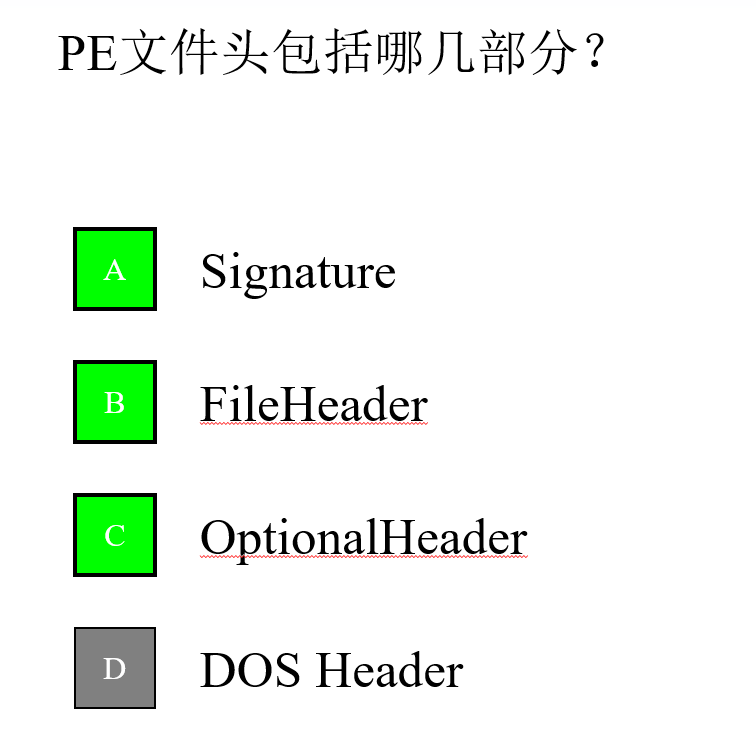 PE文件头包括哪几部分？
A Signature
B FileHeader
C OptionalHeader
D DOS Header